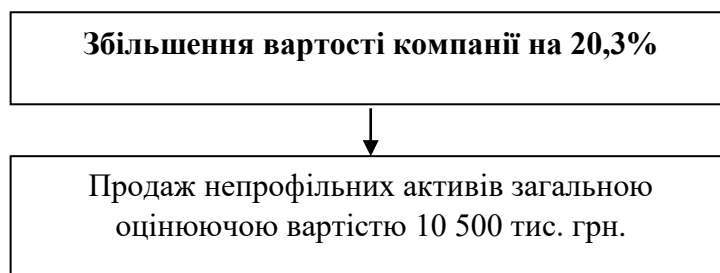 Збільшення вартості компанії на 20,3%
Продаж непрофільних активів загальною
оцінюючою вартістю 10 500 тис. грн.